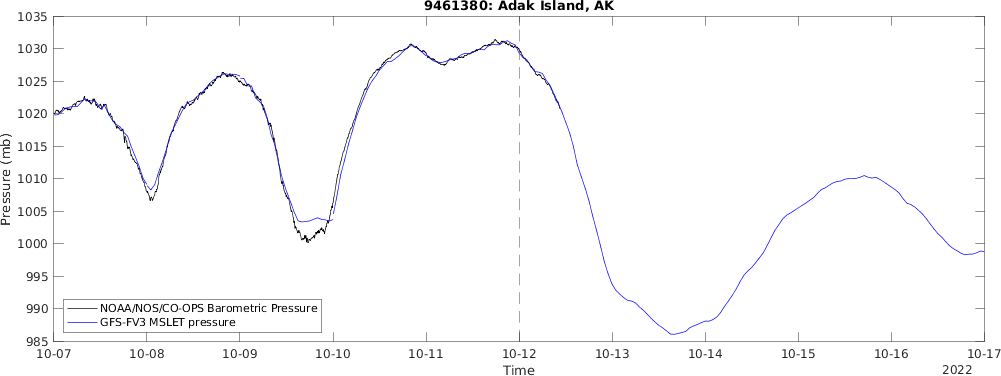 9461380: Adak Island, AK
1035
1030
1025
1020
1015
1010
1005
1000
995
990
985
Pressure (mb)
NOAA/NOS/CO-OPS Barometric Pressure
GFS-FV3 MSLET pressure
10-07 10-08 10-09 10-10 10-11 10-12 10-13 10-14 10-15 10-16 10-17
Time
2022